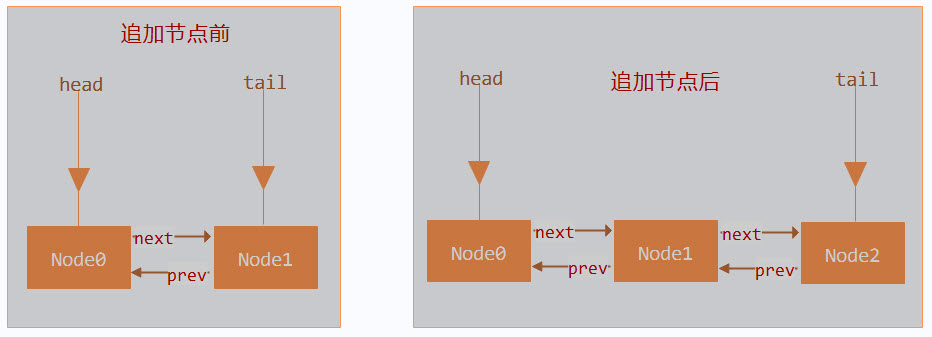 追加节点前
head
tail
next
Node0
Node1
prev
head
追加节点后
tail
next
next
Node0
Node1
Node2
prev
prev